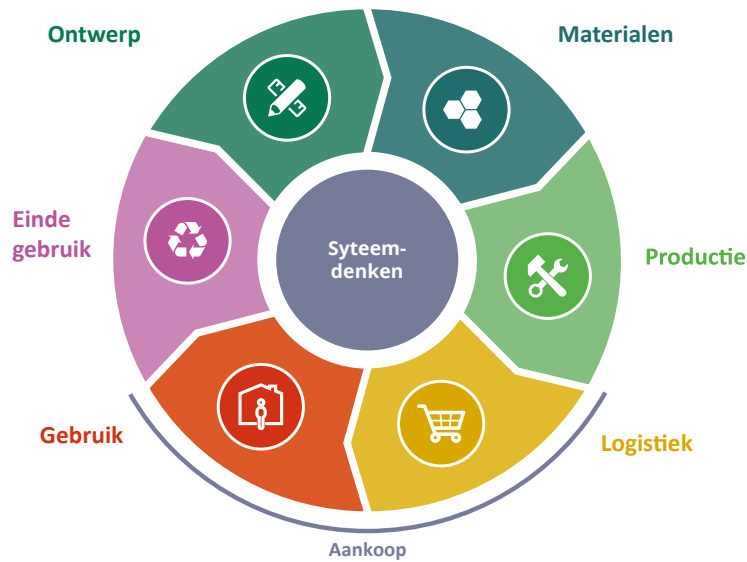 Ontwerp
Materialen
Einde
gebruik
Syteem-
denken
Productie
Gebruik
Logistiek
Aankoop